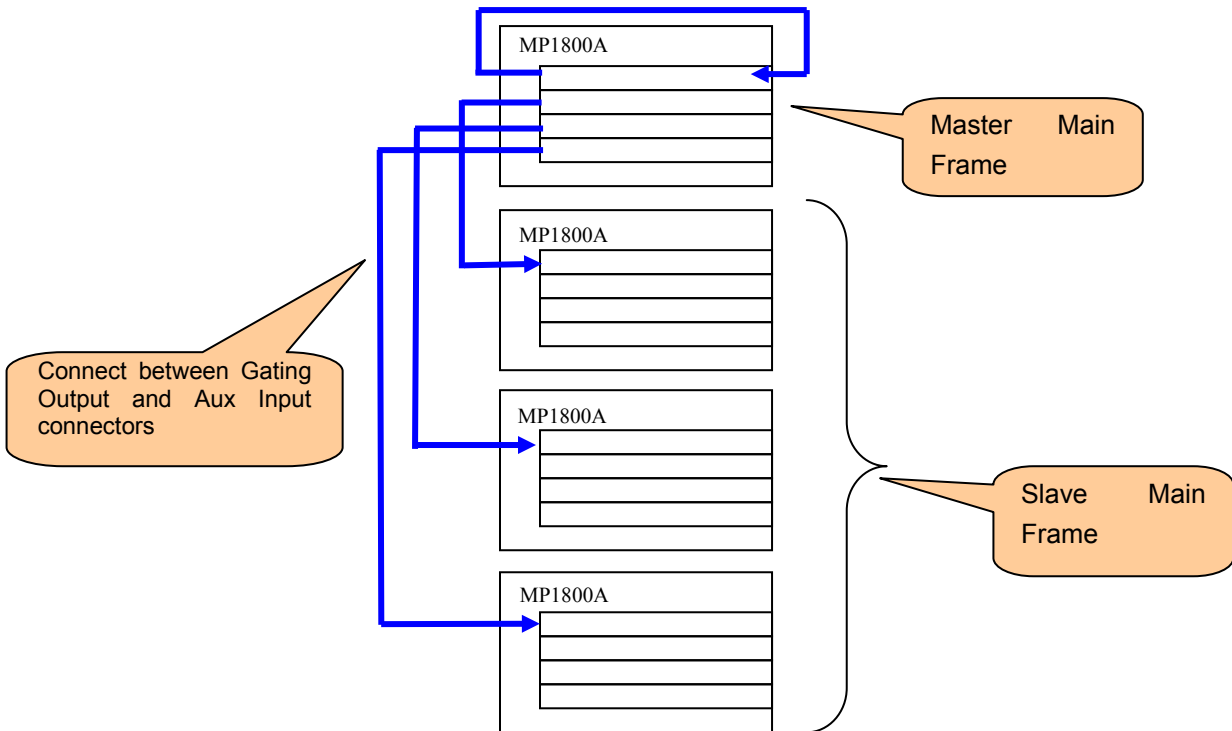 MP1800A
Master Main
Frame
MP1800A
Connect between Gating
Output and Aux Input
connectors
MP1800A
Slave Main
Frame
MP1800A